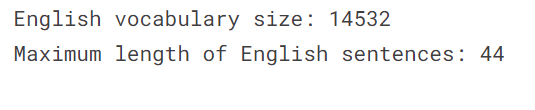 English vocabulary size: 14532
Maximum length of English sentences: 44